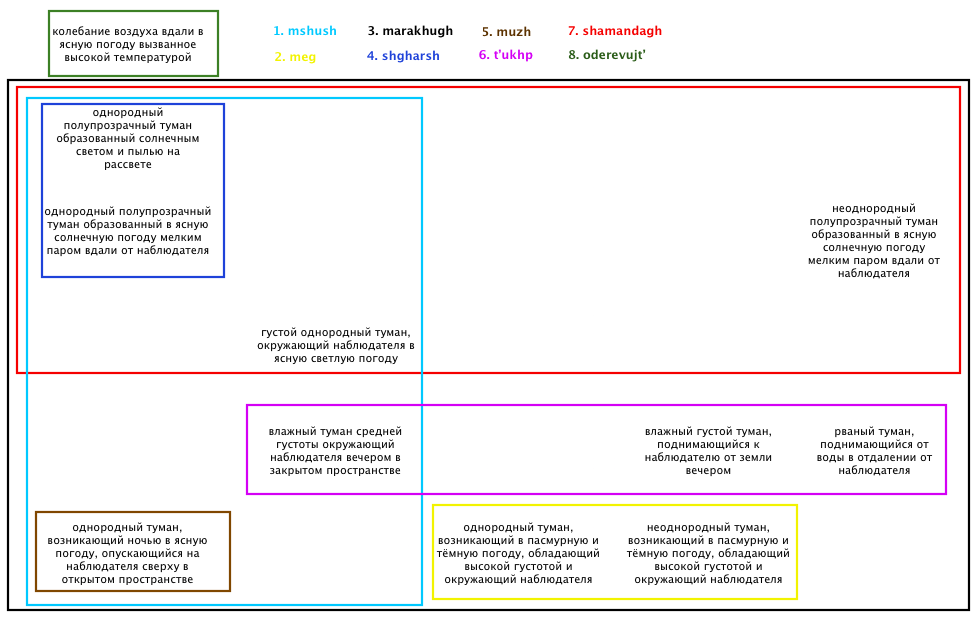 колебание воздуха вдали в
ясную погоду вызванное
высокой температурой
1. mshush
2. meg
3. marakhugh
4. shgharsh
5. muzh
6. t'ukhp
7. shamandagh
8. oderevujt'
однородный
полупрозрачный туман
образованный солнечным
светом и пылью на
рассвете
однородный полупрозрачный
туман образованный в ясную
солнечную погоду мелким
паром вдали от наблюдателя
неоднородный
полупрозрачный туман
образованный в ясную
солнечную погоду
мелким паром вдали от
наблюдателя
густой однородный туман,
окружающий наблюдателя в
ясную светлую погоду
влажный туман средней
густоты окружающий
наблюдателя вечером в
закрытом пространстве
влажный густой туман,
поднимающийся к
наблюдателю от земли
вечером
рваный туман,
поднимающийся от
воды в отдалении от
наблюдателя
однородный туман,
возникающий ночью в ясную
погоду, опускающийся на
наблюдателя сверху в
открытом пространстве
однородный туман,
возникающий в пасмурную и
тёмную погоду, обладающий
высокой густотой и
окружающий наблюдателя
неоднородный туман,
возникающий в пасмурную и
тёмную погоду, обладающий
высокой густотой и
окружающий наблюдателя